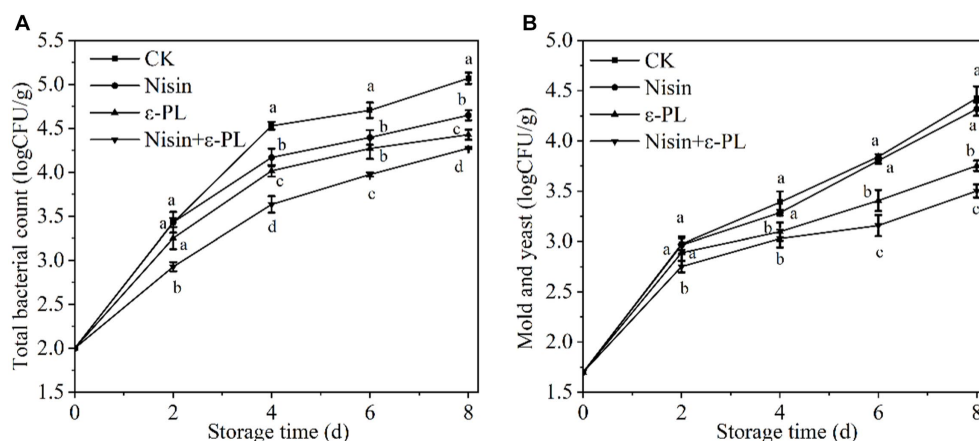 A
Total bacterial count (logCFU/g)
5.5
5.0
4.5
4.0
3.5
3.0
2.5
2.0
1.5
CK
Nisin
ε-PL
Nisin+ε-PL
a
a
a
a
a
a
b
b
b
b
b
c
c
c
d
d
0
2
4
6
8
Storage time (d)
B
Mold and yeast (logCFU/g)
5.0
4.5
4.0
3.5
3.0
2.5
2.0
1.5
CK
Nisin
ε-PL
Nisin+ε-PL
a
a
a
b
a
a
b
b
a
a
b
c
a
a
b
c
0
2
4
6
8
Storage time (d)